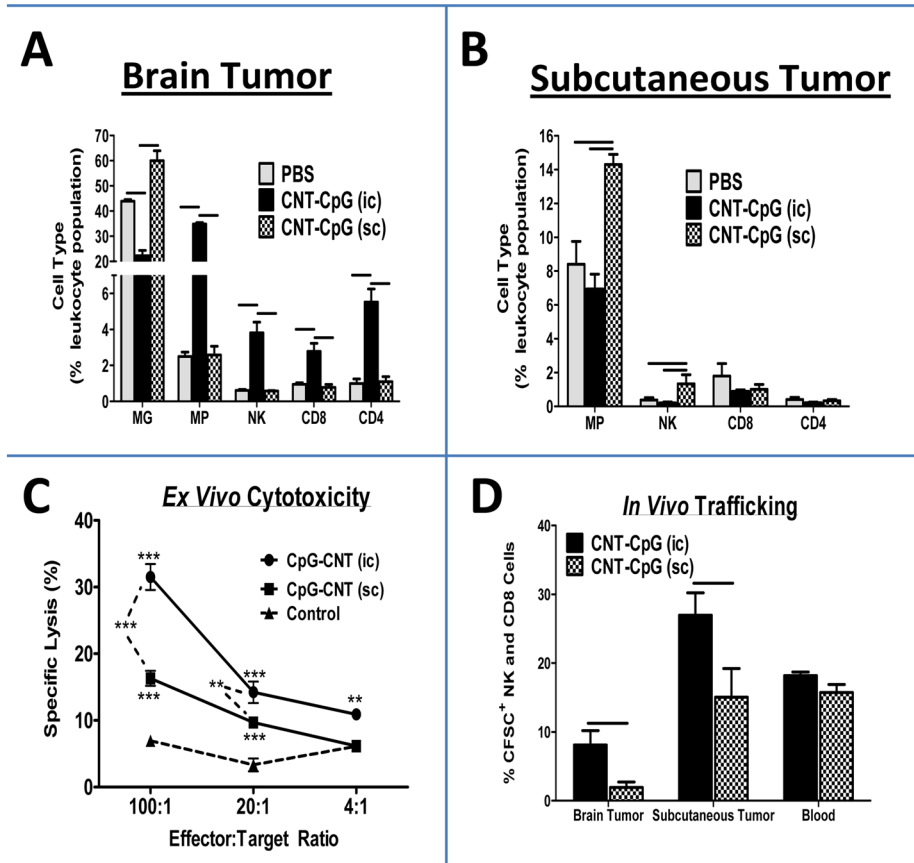 A
Brain Tumor
Cell Type
(% leukocyte population)
70
60
50
40
30
20
6
4
2
0
PBS
CNT-CpG (ic)
CNT-CpG (sc)
MG MP NK CD8 CD4
B
Subcutaneous Tumor
Cell Type
(% leukocyte population)
16
14
12
10
8
6
4
2
0
PBS
CNT-CpG (ic)
CNT-CpG (sc)
MP NK CD8 CD4
C
Ex Vivo Cytotoxicity
Specific Lysis (%)
40
30
20
10
0
CpG-CNT (ic)
CpG-CNT (sc)
Control
***
***
***
***
**
***
**
100:1 20:1 4:1
Effector:Target Ratio
D
In Vivo Trafficking
% CFSC+ NK and CD8 Cells
40
30
20
10
0
CNT-CpG (ic)
CNT-CpG (sc)
Brain Tumor Subcutaneous Tumor Blood